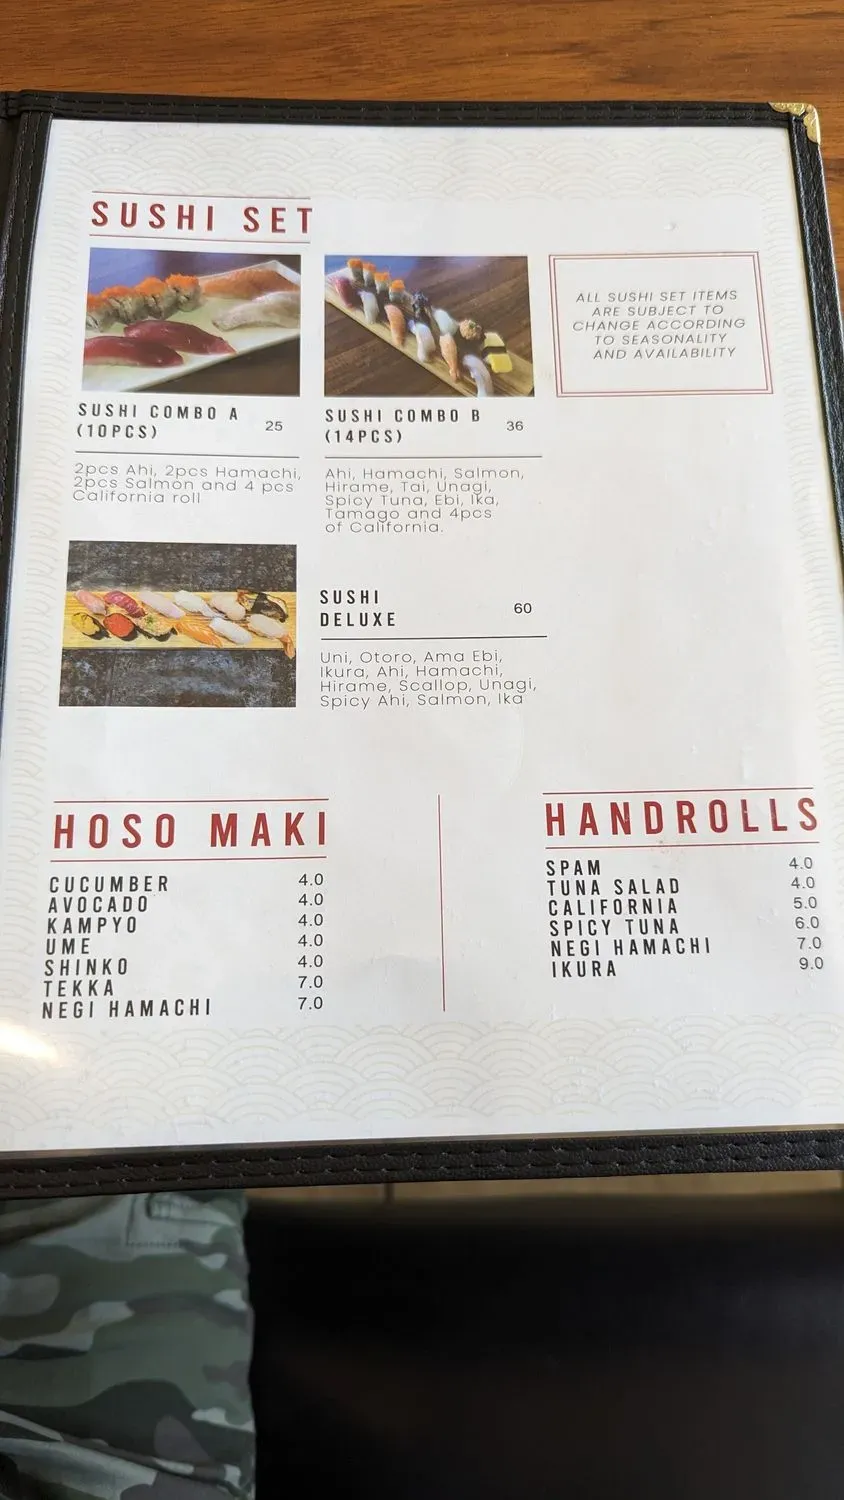 SUSHI SET
SUSHI COMBO A
(10PCS)
25
2pcs Ahi, 2pcs Hamachi,
2pcs Salmon and 4 pcs
California roll
SUSHI COMBO B
(14PCS)
36
Ahi, Hamachi, Salmon,
Hirame, Tai, Unagi,
Spicy Tuna, Ebi, Ika,
Tamago and 4pcs
of California.
ALL SUSHI SET ITEMS
ARE SUBJECT TO
CHANGE ACCORDING
TO SEASONALITY
AND AVAILABILITY
SUSHI
DELUXE
60
Uni, Otoro, Ama Ebi,
Ikura, Ahi, Hamachi,
Hirame, Scallop, Unagi,
Spicy Ahi, Salmon, Ika
HOSO MAKI
CUCUMBER 4.0
AVOCADO 4.0
KAMPYO 4.0
UME 4.0
SHINKO 4.0
TEKKA 7.0
NEGI HAMACHI 7.0
HANDROLLS
SPAM 4.0
TUNA SALAD 4.0
CALIFORNIA 5.0
SPICY TUNA 6.0
NEGI HAMACHI 7.0
IKURA 9.0